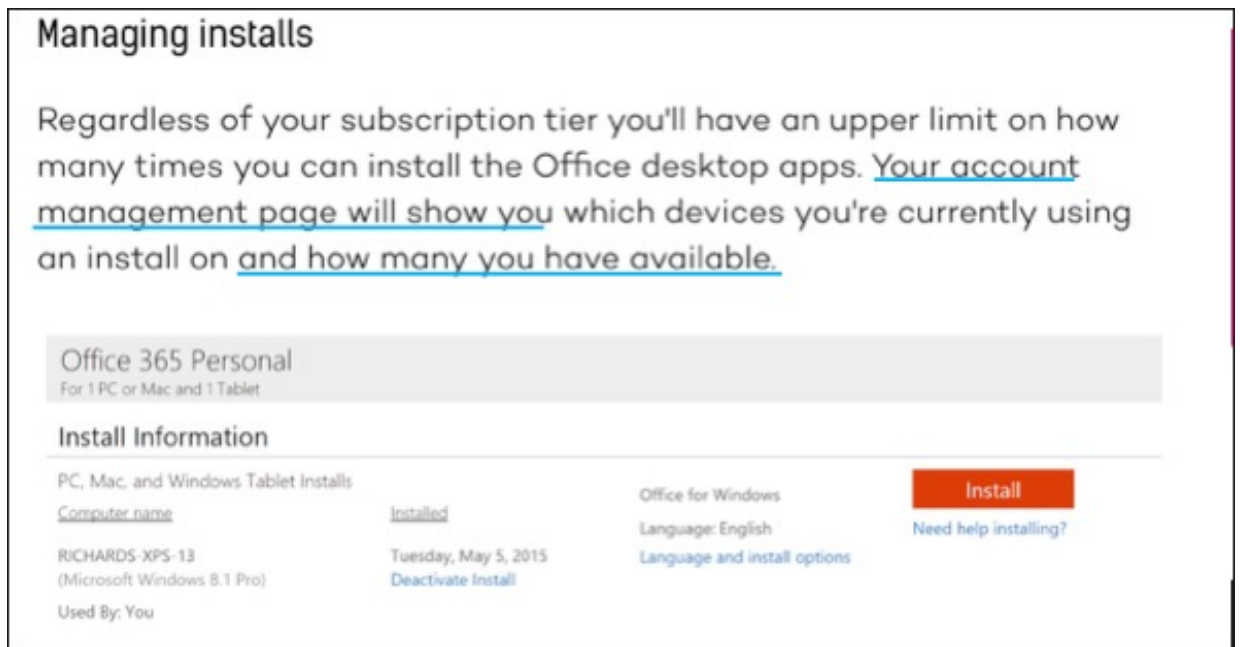 Managing installs
Regardless of your subscription tier you'll have an upper limit on how
many times you can install the Office desktop apps. Your account
management page will show you which devices you're currently using
an install on and how many you have available.
Office 365 Personal
For 1 PC or Mac and 1 Tablet
Install Information
PC, Mac, and Windows Tablet Installs
Computer name
Installed
RICHARDS-XPS-13
Tuesday, May 5, 2015
(Microsoft Windows 8.1 Pro)
Deactivate Install
Used By: You
Office for Windows
Language: English
Language and install options
Install
Need help installing?